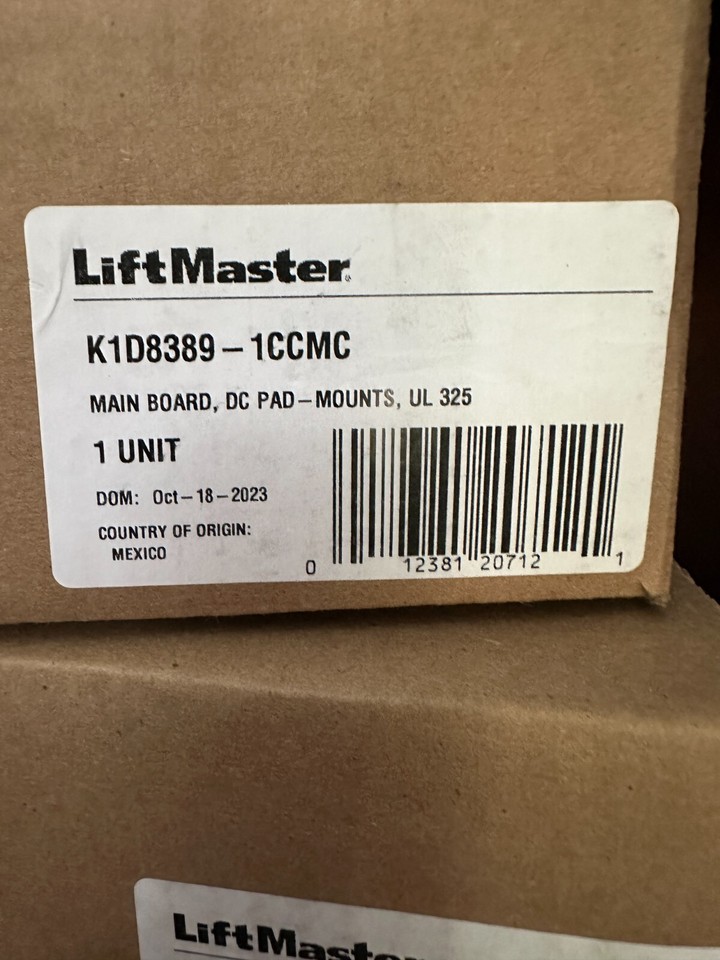 LiftMaster
K1D8389-1CCMC
MAIN BOARD, DC PAD-MOUNTS, UL 325
1 UNIT
DOM: Oct-18-2023
COUNTRY OF ORIGIN:
MEXICO
0 12381 20712 1
LiftMaster